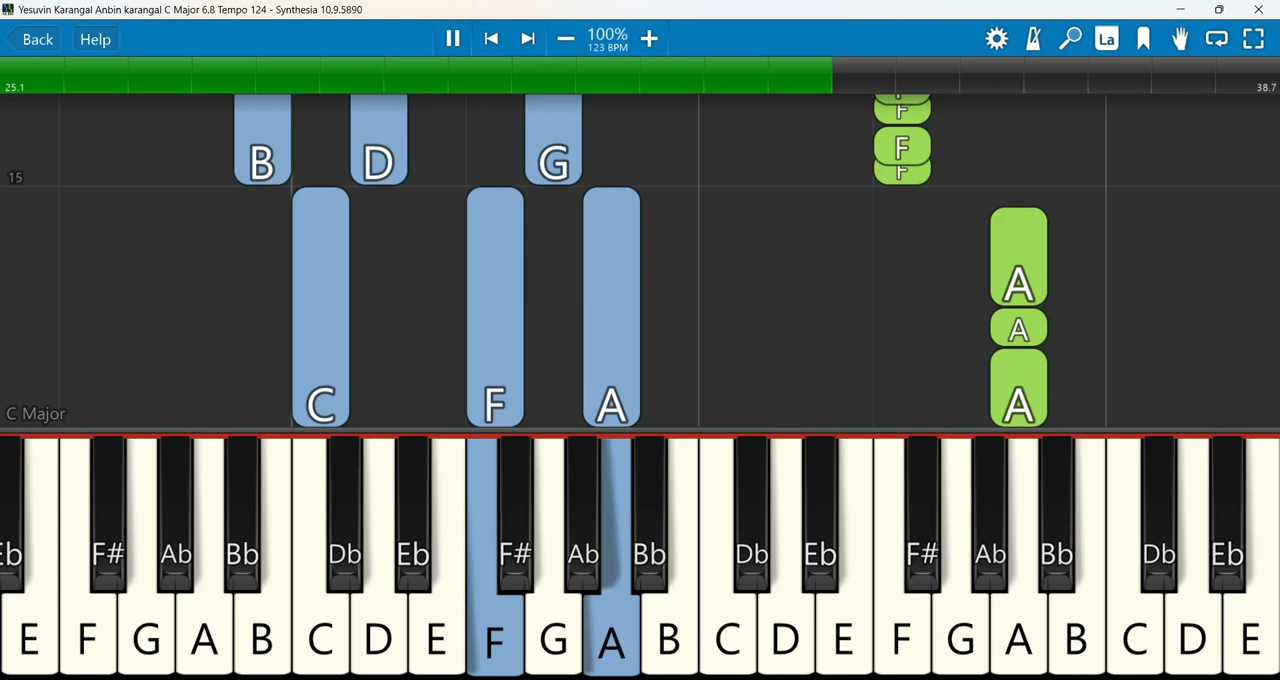 Yesuvin Karangal Anbin karangal C Major 6.8 Tempo 124 - Synthesia 10.9.5890
Back Help 100% La
123 BPM
25.1 38.7
F
F
B D G F
F
15
A
A
C F A A
C Major
Eb F# Ab Bb Db Eb F# Ab Bb Db Eb F# Ab Bb Db Eb
E F G A B C D E F G A B C D E F G A B C D E